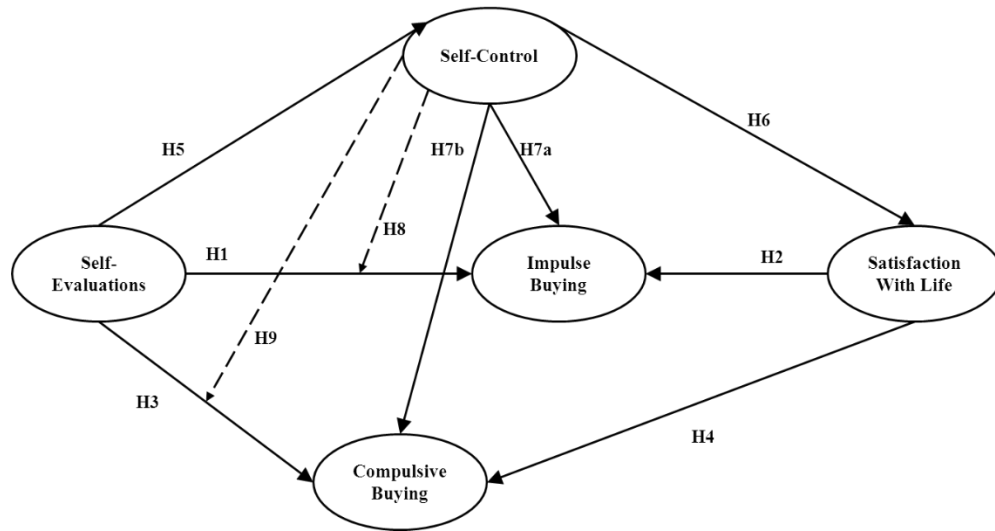 Self-Control
H5
H7b
H7a
H6
H8
Self-
Evaluations
H1
Impulse
Buying
H2
Satisfaction
With Life
H9
H3
H4
Compulsive
Buying